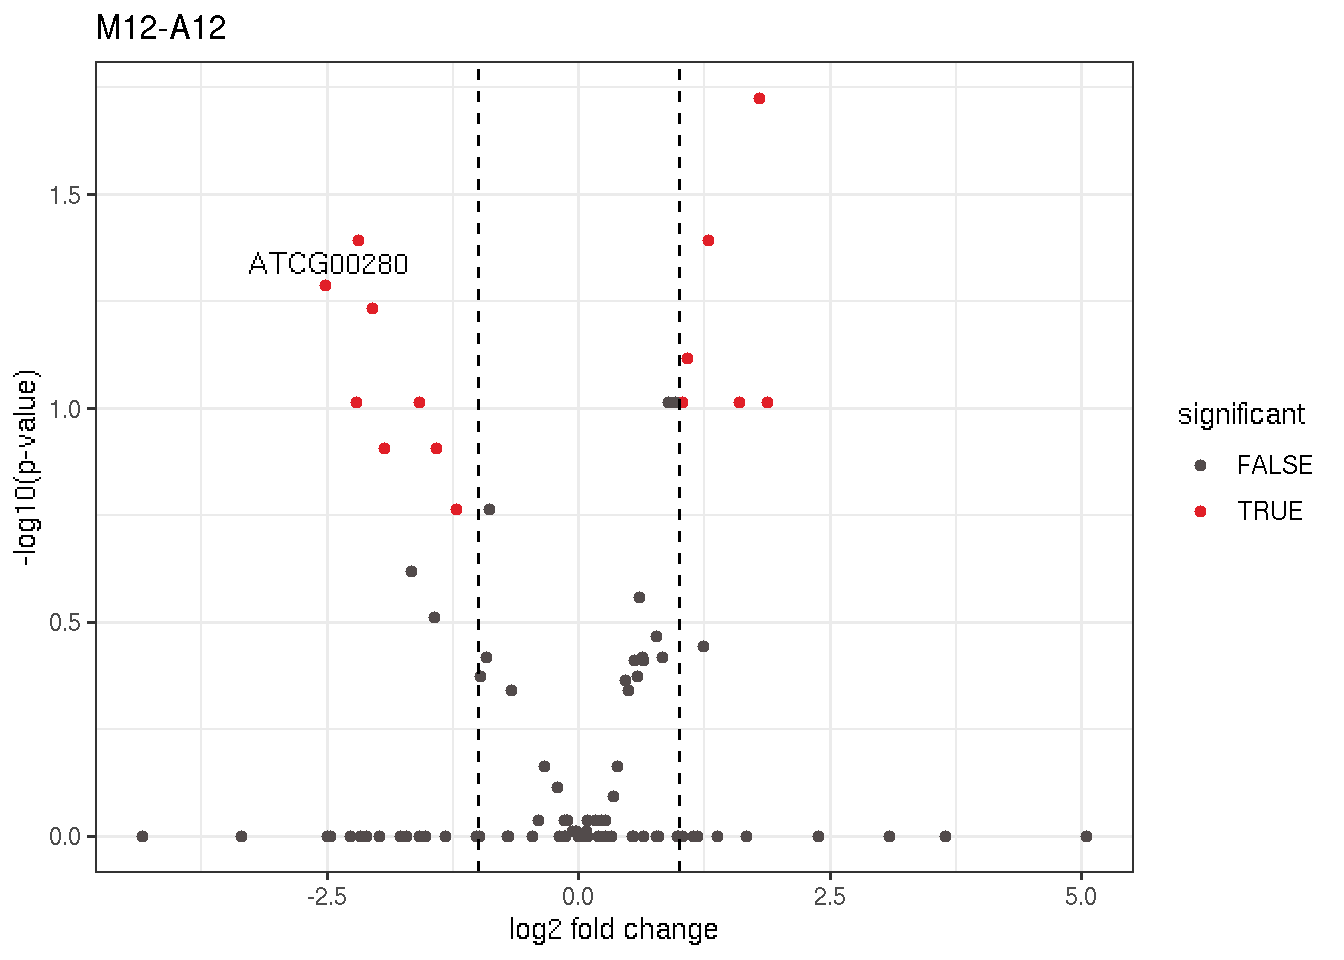 M12-A12
-log10(p-value)
1.5
1.0
0.5
0.0
ATCG00280
-2.5
0.0
2.5
5.0
log2 fold change
significant
FALSE
TRUE